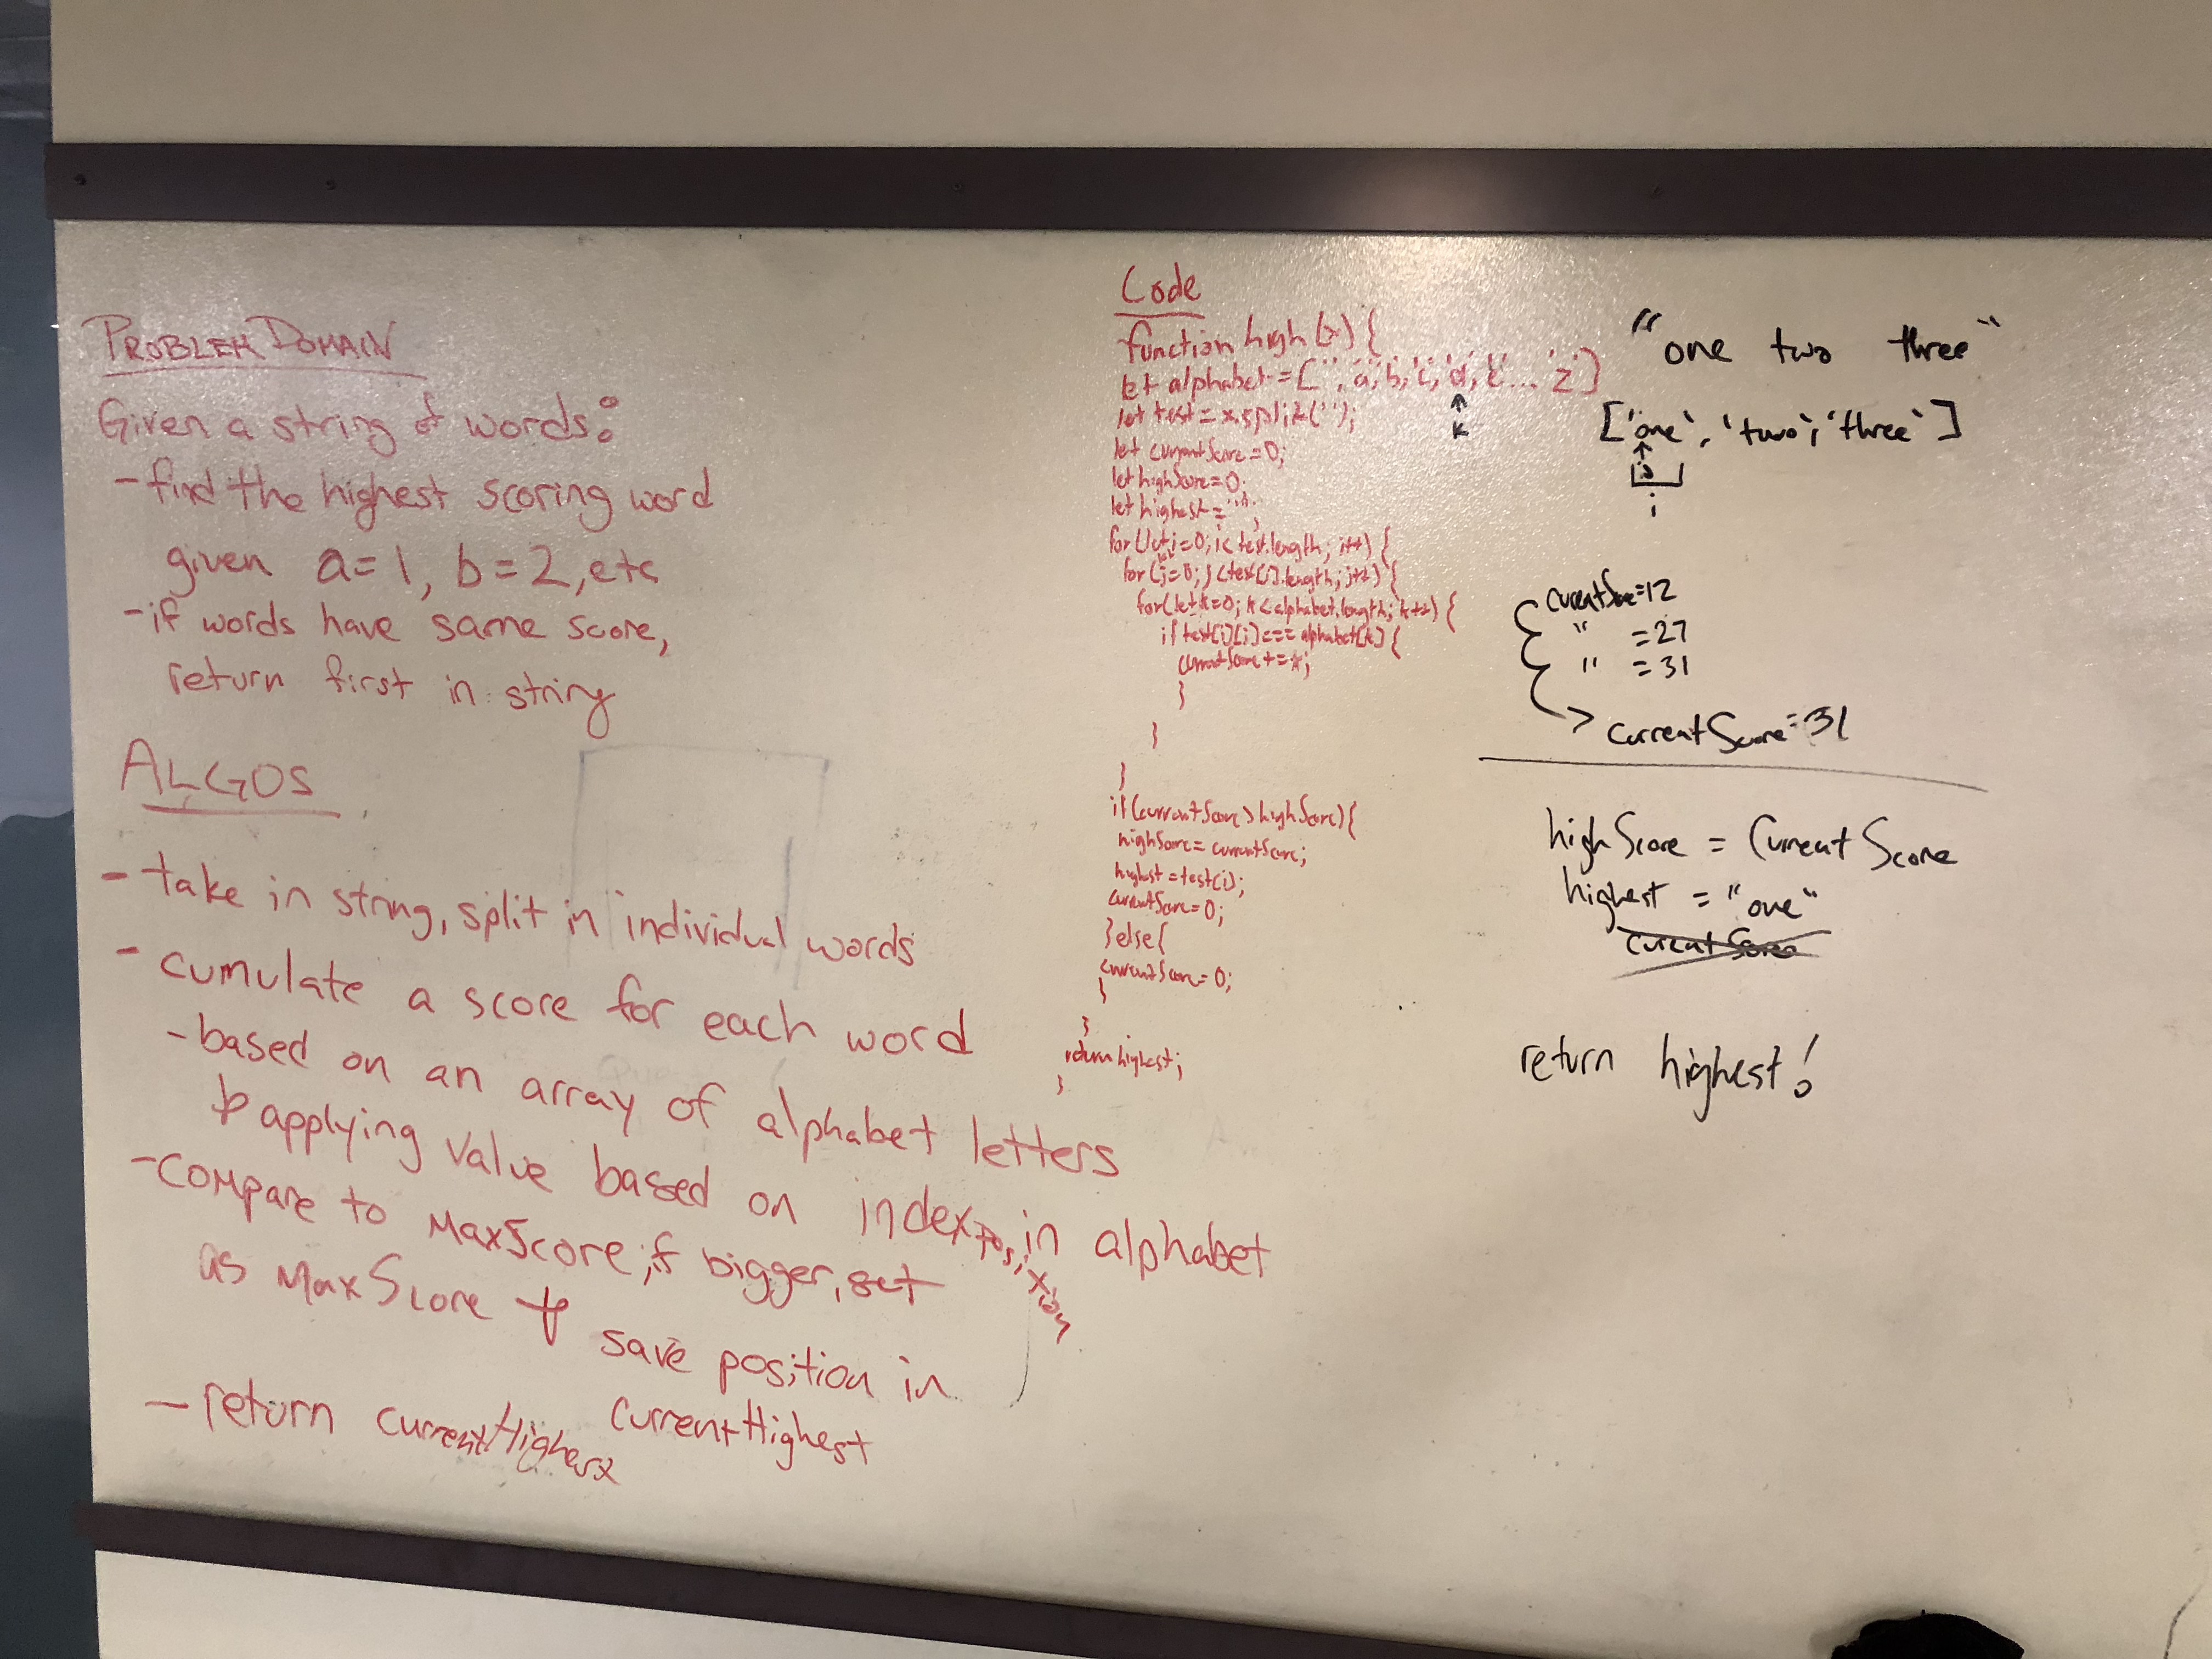 PROBLEM DOMAIN
Given a string of words:
- find the highest scoring word
given a=1, b=2, etc
- if words have same score,
return first in string
ALGOS
- take in string, split in individual words
- cumulate a score for each word
- based on an array of alphabet letters
applying value based on index position in alphabet
- compare to MaxScore; if bigger, set
as MaxScore + save position in
currentHighest
- return currentHighest
Code
function high(x) {
let alphabet = ['', 'a', 'b', 'c', 'd', 'e' ... 'z']
let test = x.split(' ');
let currentScore = 0;
let highScore = 0;
let highest = '';
for (let i=0; i< test.length; i++) {
for (let j=0; j< test[i].length; j++) {
for (let k=0; k < alphabet.length; k++) {
if test[i][j] === alphabet[k] {
currentScore += k;
}
}
}
if (currentScore > highScore) {
highScore = currentScore;
highest = test[i];
currentScore = 0;
} else {
currentScore = 0;
}
}
return highest;
}
k
"one two three"
['one', 'two', 'three']
j
i
currentScore = 12
" = 27
" = 31
currentScore = 31
highScore = CurrentScore
highest = "one"
return highest!